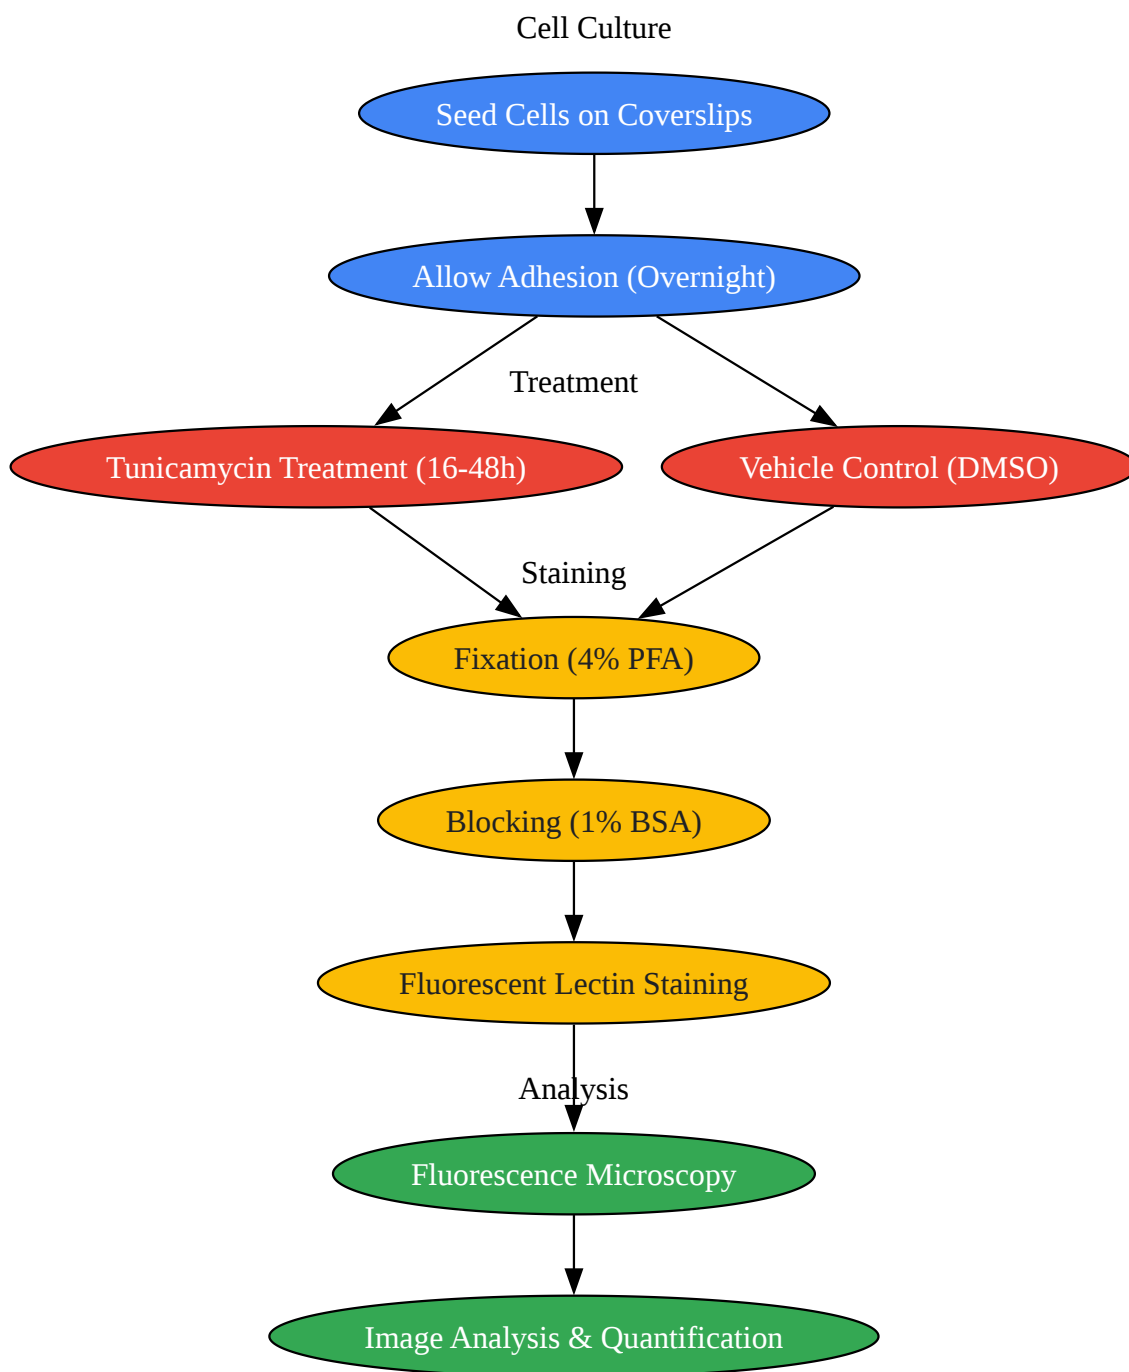 Cell Culture
Seed Cells on Coverslips
Allow Adhesion (Overnight)
Treatment
Tunicamycin Treatment (16-48h)
Vehicle Control (DMSO)
Staining
Fixation (4% PFA)
Blocking (1% BSA)
Fluorescent Lectin Staining
Analysis
Fluorescence Microscopy
Image Analysis & Quantification